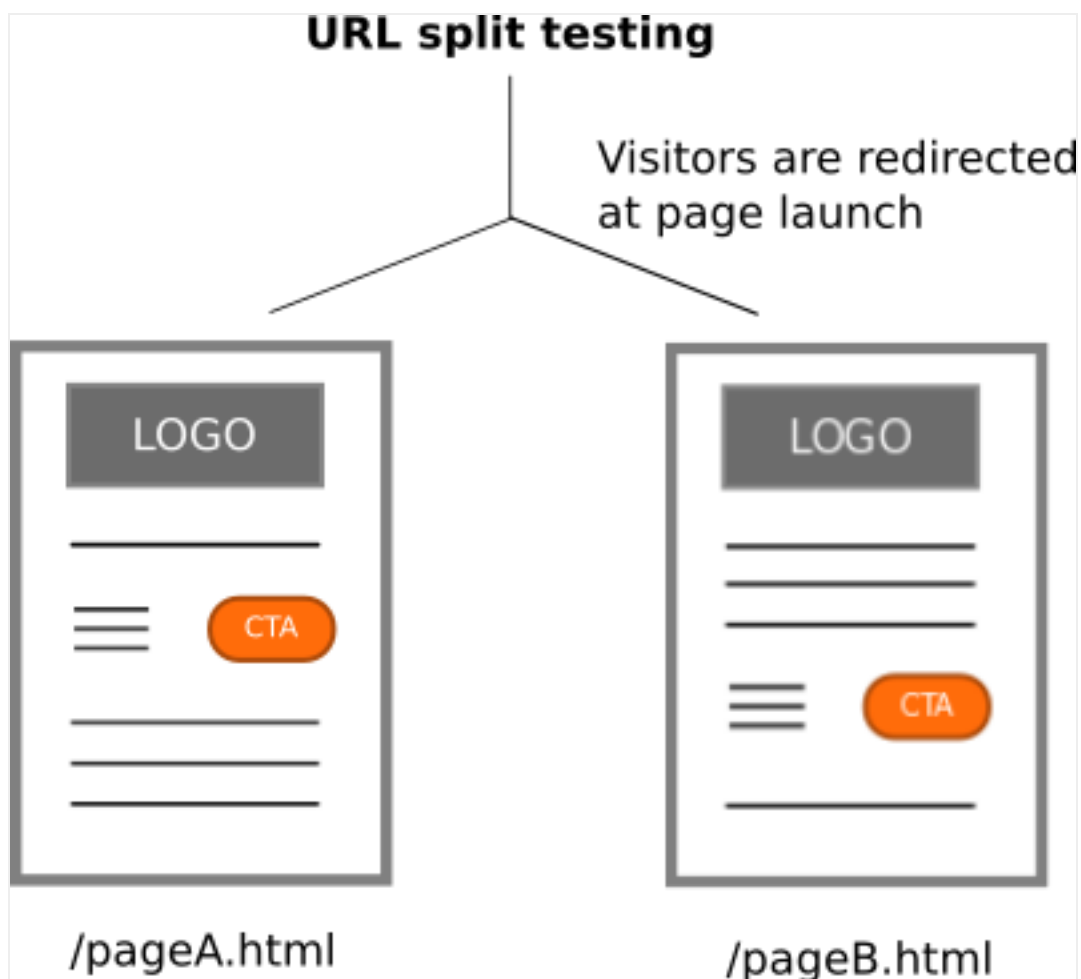 URL split testing
Visitors are redirected
at page launch
LOGO
LOGO
CTA
CTA
/pageA.html
/pageB.html